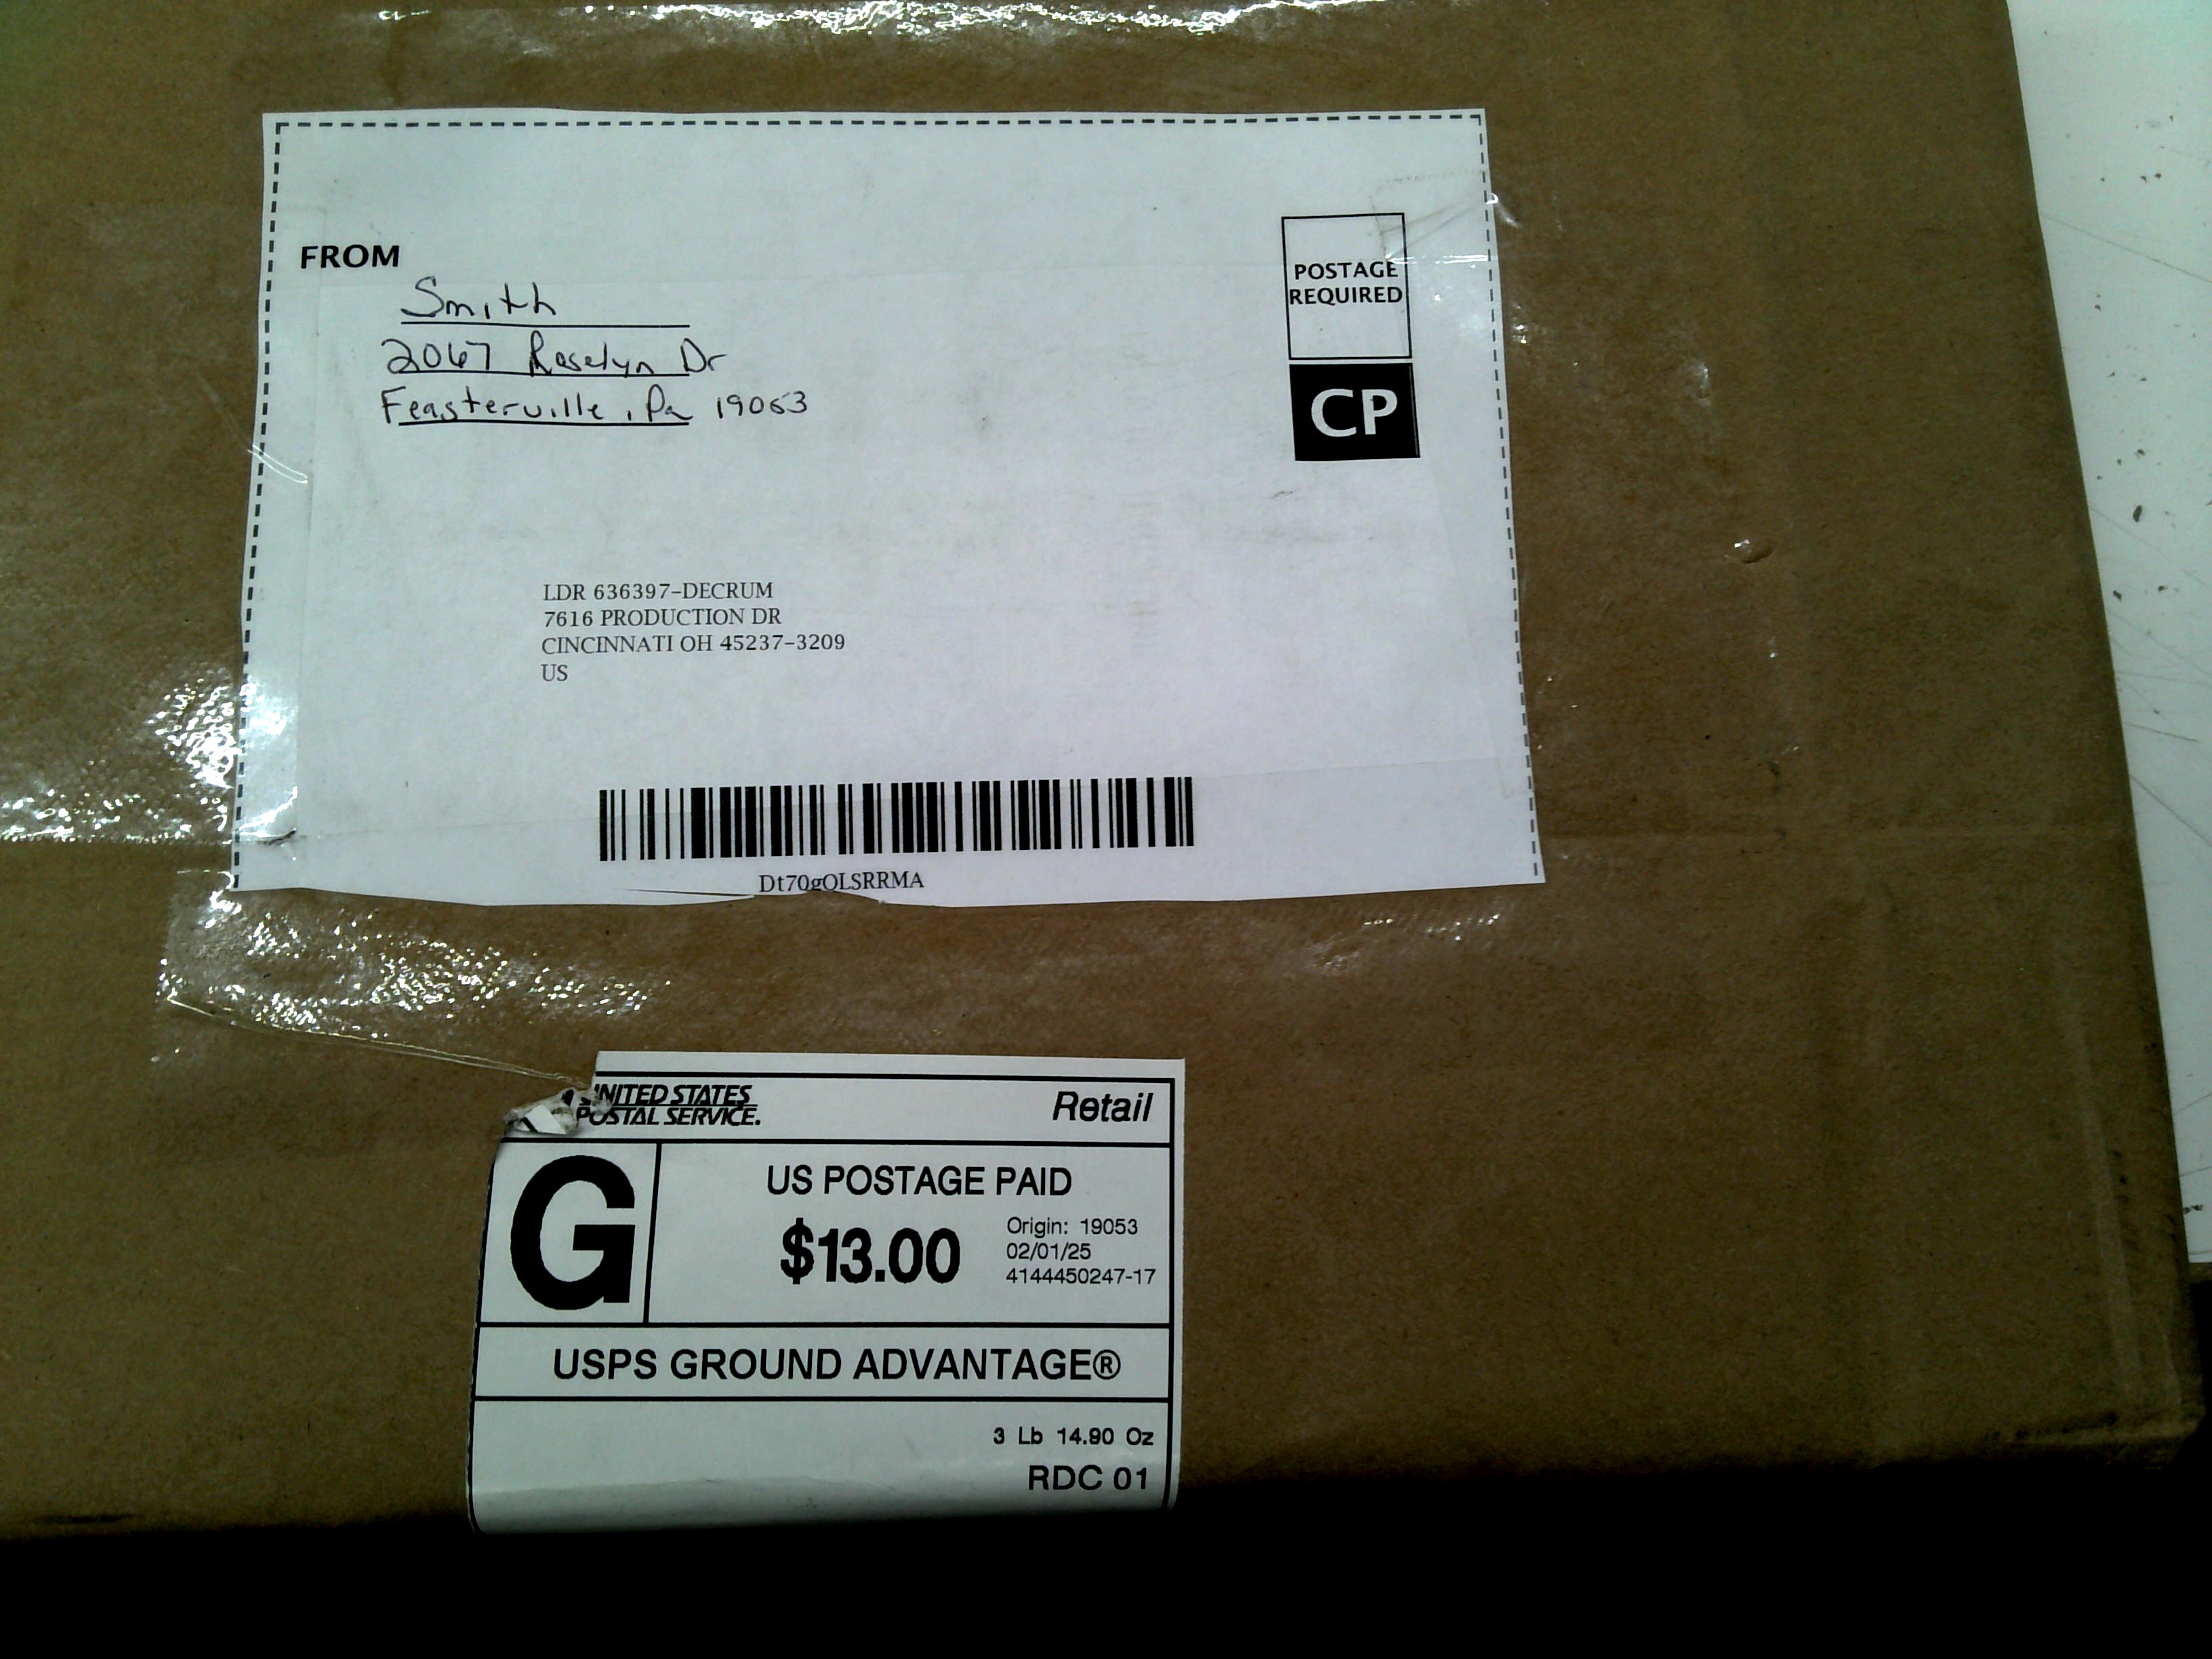 FROM
Smith
2067 Roselyn Dr
Feasterville, Pa 19053
POSTAGE
REQUIRED
CP
LDR 636397-DECRUM
7616 PRODUCTION DR
CINCINNATI OH 45237-3209
US
Dt70gQLSRRMA
UNITED STATES
POSTAL SERVICE.
Retail
G
US POSTAGE PAID
$13.00
Origin: 19053
02/01/25
4144450247-17
USPS GROUND ADVANTAGE®
3 Lb 14.90 Oz
RDC 01